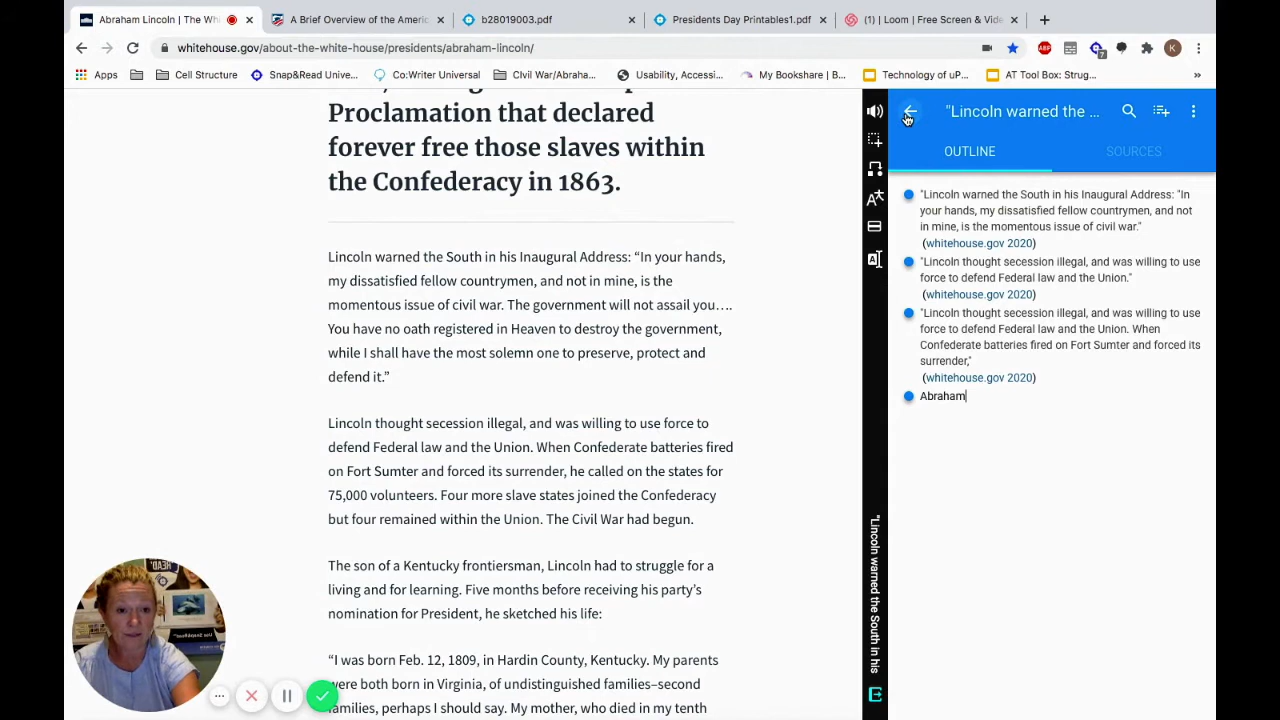 Abraham Lincoln | The Whi
A Brief Overview of the Americ
b28019003.pdf
Presidents Day Printables1.pdf
(1) | Loom | Free Screen & Vide
whitehouse.gov/about-the-white-house/presidents/abraham-lincoln/
ABP
7
K
Apps
Cell Structure
Snap&Read Unive...
Co:Writer Universal
Civil War/Abraha...
Usability, Accessi...
My Bookshare | B...
Technology of uP...
AT Tool Box: Strug...
»
Proclamation that declared
forever free those slaves within
the Confederacy in 1863.
Lincoln warned the South in his Inaugural Address: “In your hands,
my dissatisfied fellow countrymen, and not in mine, is the
momentous issue of civil war. The government will not assail you….
You have no oath registered in Heaven to destroy the government,
while I shall have the most solemn one to preserve, protect and
defend it.”
Lincoln thought secession illegal, and was willing to use force to
defend Federal law and the Union. When Confederate batteries fired
on Fort Sumter and forced its surrender, he called on the states for
75,000 volunteers. Four more slave states joined the Confederacy
but four remained within the Union. The Civil War had begun.
The son of a Kentucky frontiersman, Lincoln had to struggle for a
living and for learning. Five months before receiving his party’s
nomination for President, he sketched his life:
“I was born Feb. 12, 1809, in Hardin County, Kentucky. My parents
were both born in Virginia, of undistinguished families–second
families, perhaps I should say. My mother, who died in my tenth
"Lincoln warned the South in his
"Lincoln warned the ...
OUTLINE
SOURCES
"Lincoln warned the South in his Inaugural Address: "In
your hands, my dissatisfied fellow countrymen, and not
in mine, is the momentous issue of civil war."
(whitehouse.gov 2020)
"Lincoln thought secession illegal, and was willing to use
force to defend Federal law and the Union."
(whitehouse.gov 2020)
"Lincoln thought secession illegal, and was willing to use
force to defend Federal law and the Union. When
Confederate batteries fired on Fort Sumter and forced its
surrender,"
(whitehouse.gov 2020)
Abraham